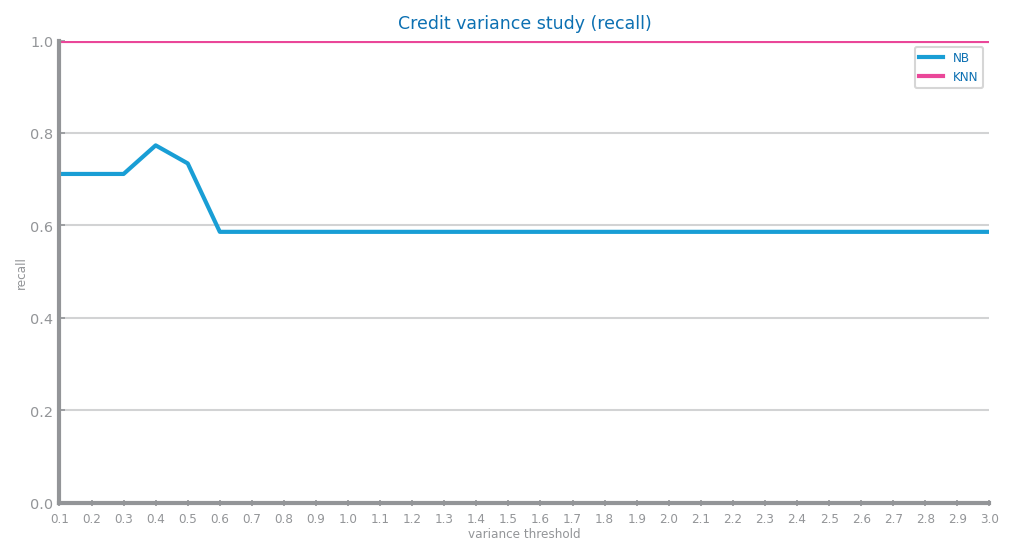 Credit variance study (recall)
NB
KNN
1.0
0.8
0.6
0.4
0.2
0.0
recall
0.1 0.2 0.3 0.4 0.5 0.6 0.7 0.8 0.9 1.0 1.1 1.2 1.3 1.4 1.5 1.6 1.7 1.8 1.9 2.0 2.1 2.2 2.3 2.4 2.5 2.6 2.7 2.8 2.9 3.0
variance threshold